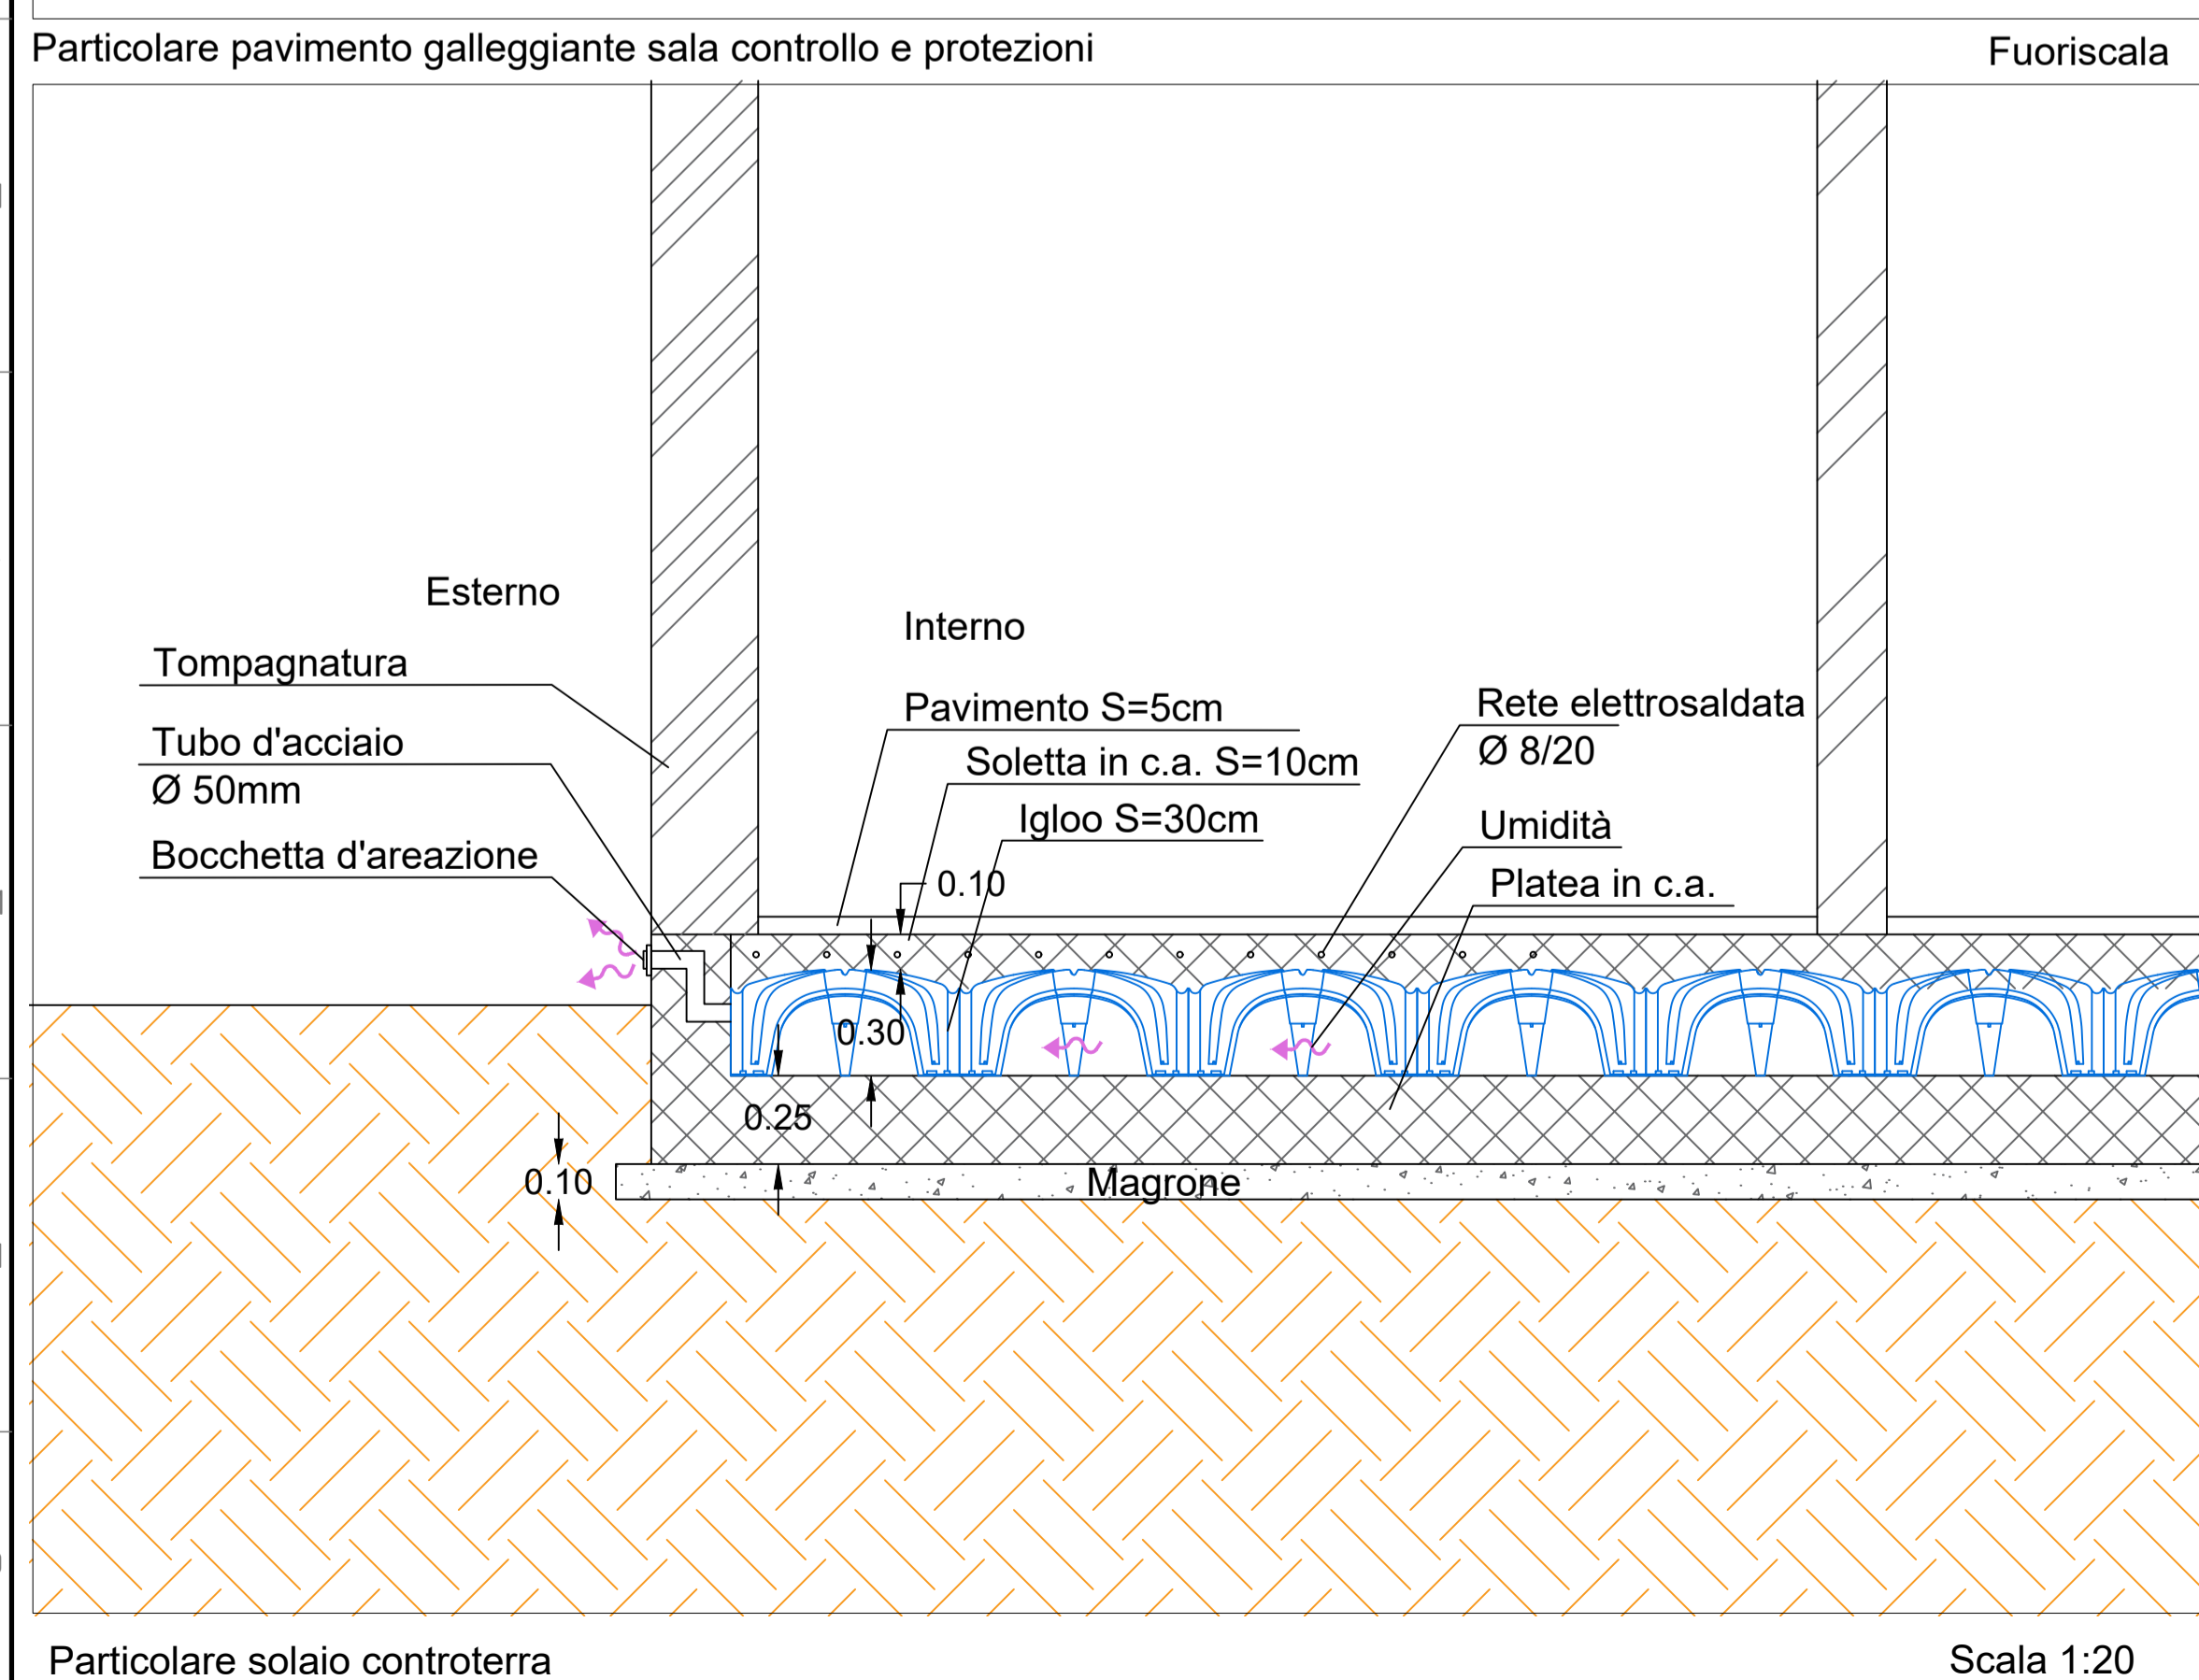 Particolare pavimento galleggiante sala controllo e protezioni
Fuoriscala
Esterno
Interno
Tompagnatura
Tubo d'acciaio
Ø 50mm
Bocchetta d'areazione
Pavimento S=5cm
Soletta in c.a. S=10cm
Igloo S=30cm
0.10
Rete elettrosaldata
Ø 8/20
Umidità
Platea in c.a.
0.30
0.25
0.10
Magrone
Particolare solaio controterra
Scala 1:20